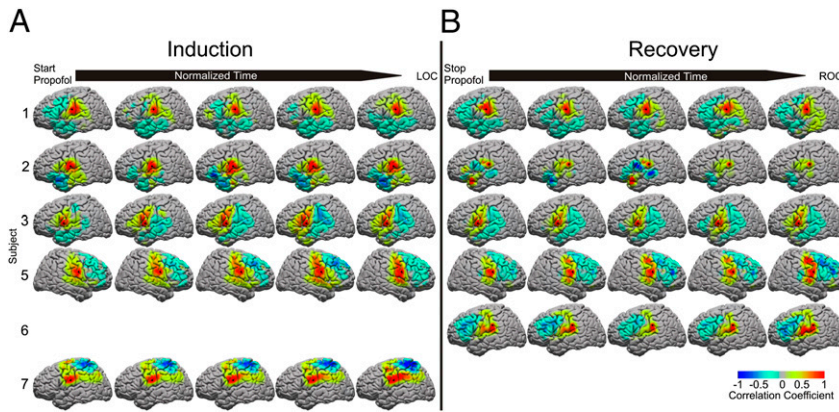 A
Induction
Start
Propofol
Normalized Time
LOC
Subject
1
2
3
5
6
7
B
Recovery
Stop
Propofol
Normalized Time
ROC
-1 -0.5 0 0.5 1
Correlation Coefficient